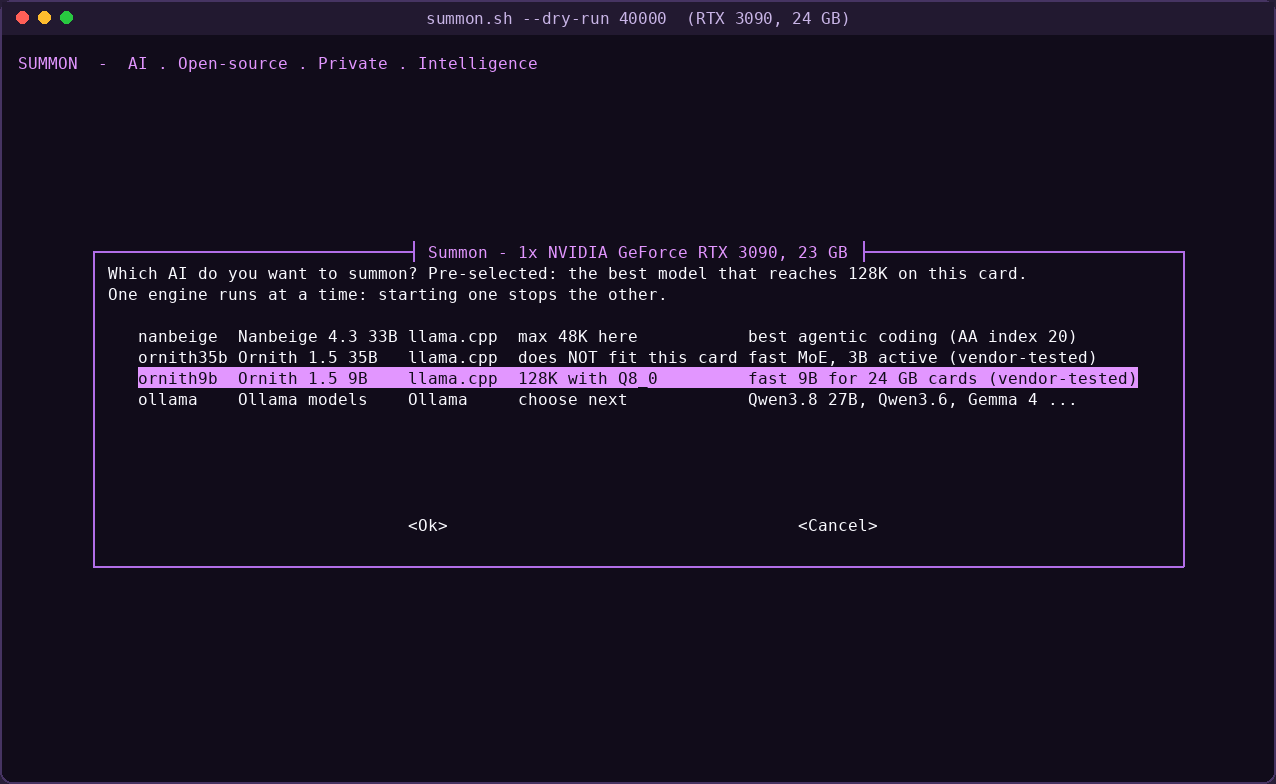 summon.sh --dry-run 40000  (RTX 3090, 24 GB)
SUMMON  -  AI . Open-source . Private . Intelligence
Summon - 1x NVIDIA GeForce RTX 3090, 23 GB
Which AI do you want to summon? Pre-selected: the best model that reaches 128K on this card.
One engine runs at a time: starting one stops the other.
nanbeige  Nanbeige 4.3 33B llama.cpp  max 48K here           best agentic coding (AA index 20)
ornith35b Ornith 1.5 35B   llama.cpp  does NOT fit this card fast MoE, 3B active (vendor-tested)
ornith9b  Ornith 1.5 9B    llama.cpp  128K with Q8_0         fast 9B for 24 GB cards (vendor-tested)
ollama    Ollama models    Ollama     choose next            Qwen3.8 27B, Qwen3.6, Gemma 4 ...
<Ok>                                   <Cancel>